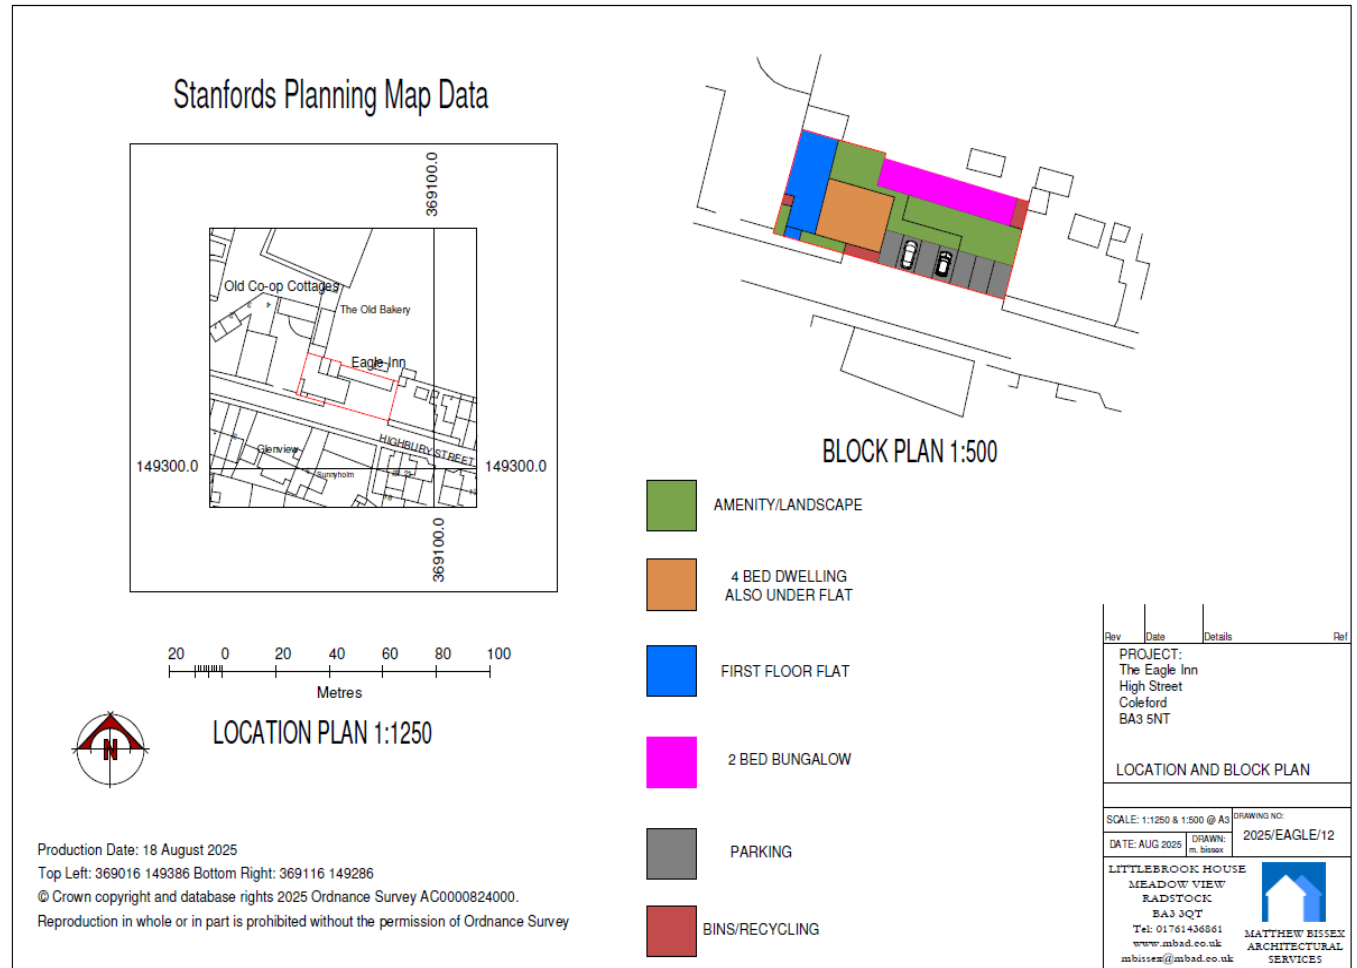 Stanfords Planning Map Data
369100.0
Old Co-op Cottages
The Old Bakery
Eagle Inn
HIGHBURY STREET
Glenview
Sunnyholm
149300.0
149300.0
369100.0
20 0 20 40 60 80 100
Metres
N
LOCATION PLAN 1:1250
Production Date: 18 August 2025
Top Left: 369016 149386 Bottom Right: 369116 149286
© Crown copyright and database rights 2025 Ordnance Survey AC0000824000.
Reproduction in whole or in part is prohibited without the permission of Ordnance Survey
BLOCK PLAN 1:500
AMENITY/LANDSCAPE
4 BED DWELLING
ALSO UNDER FLAT
FIRST FLOOR FLAT
2 BED BUNGALOW
PARKING
BINS/RECYCLING
Rev Date Details Ref
PROJECT:
The Eagle Inn
High Street
Coleford
BA3 5NT
LOCATION AND BLOCK PLAN
SCALE: 1:1250 & 1:500 @ A3
DRAWING NO:
2025/EAGLE/12
DATE: AUG 2025
DRAWN:
m. bissex
LITTLEBROOK HOUSE
MEADOW VIEW
RADSTOCK
BA3 3QT
Tel: 01761436861
www.mbad.co.uk
mbissex@mbad.co.uk
MATTHEW BISSEX
ARCHITECTURAL
SERVICES